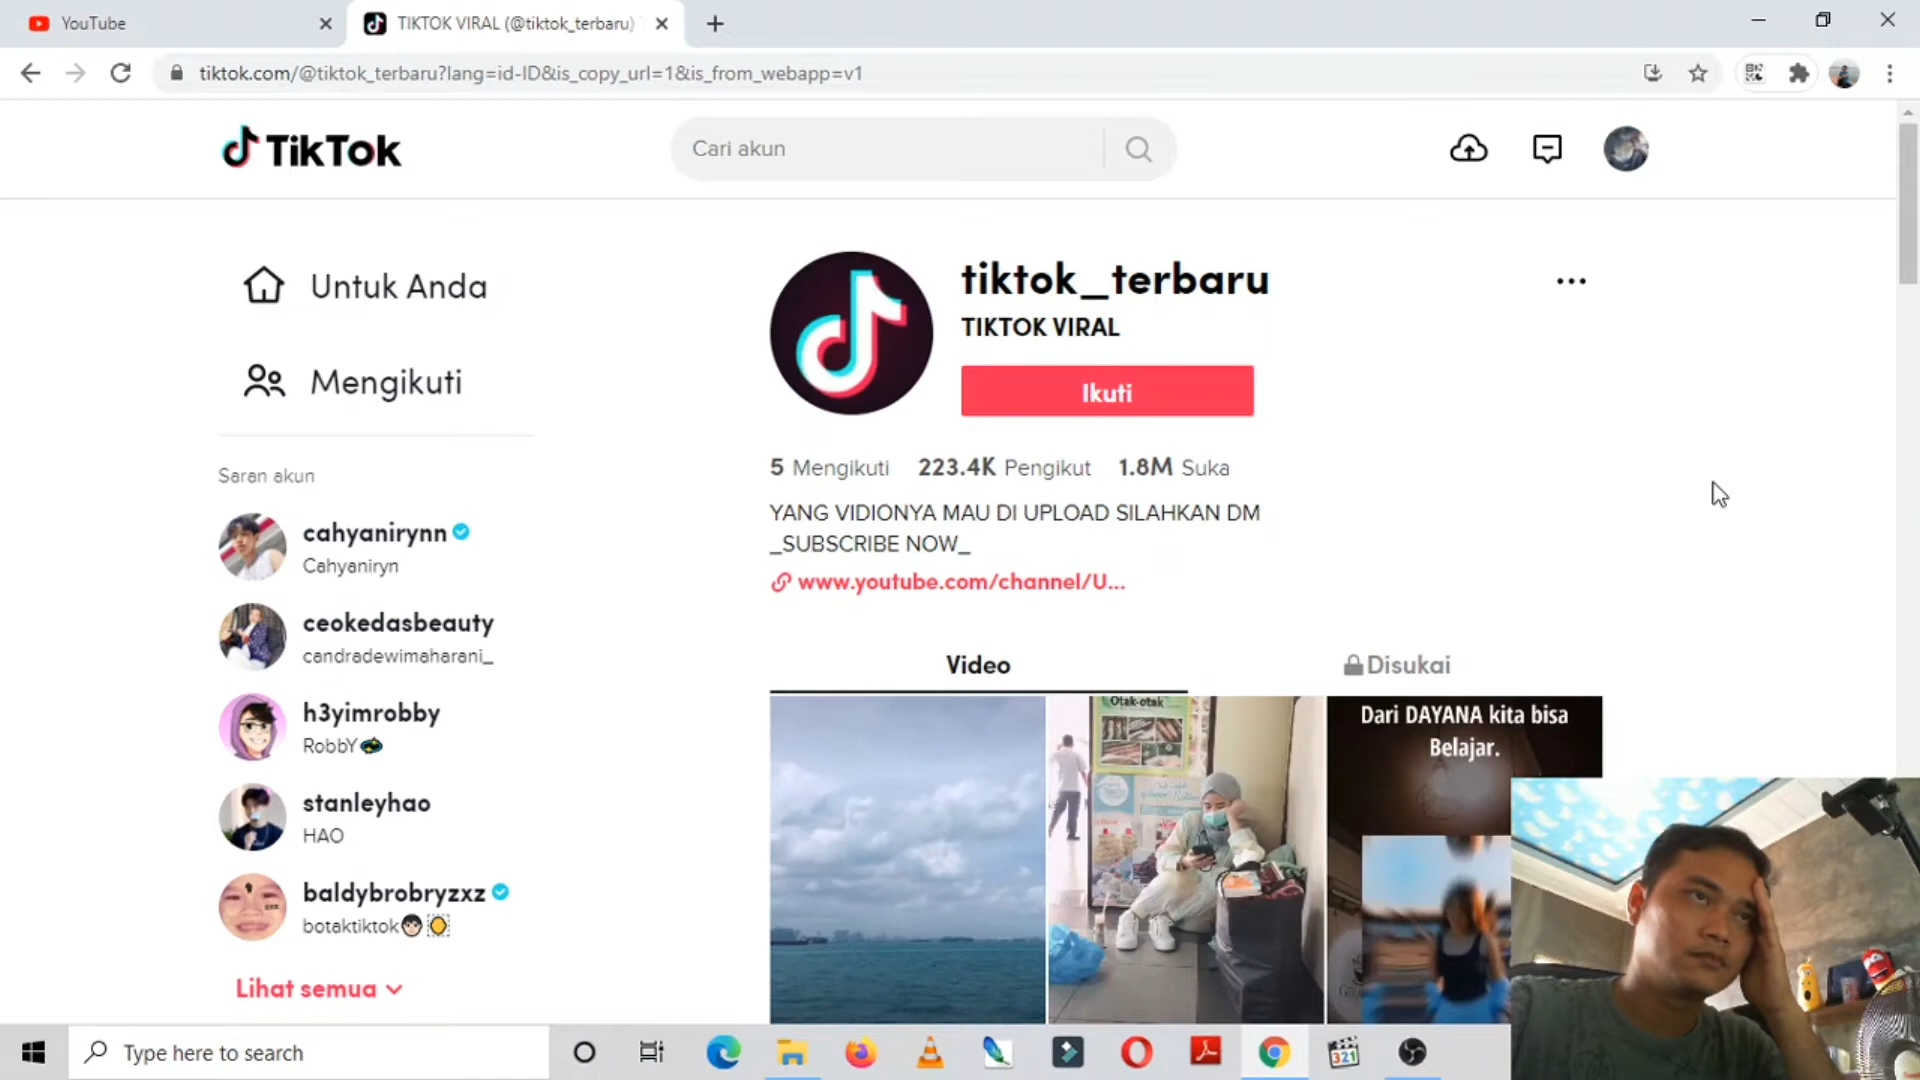 YouTube
TIKTOK VIRAL (@tiktok_terbaru)
tiktok.com/@tiktok_terbaru?lang=id-ID&is_copy_url=1&is_from_webapp=v1
TikTok
Cari akun
Untuk Anda
Mengikuti
Saran akun
cahyanirynn
Cahyaniryn
ceokedasbeauty
candradewimaharani_
h3yimrobby
RobbY
stanleyhao
HAO
baldybrobryzxz
botaktiktok
Lihat semua
tiktok_terbaru
TIKTOK VIRAL
Ikuti
5 Mengikuti 223.4K Pengikut 1.8M Suka
YANG VIDIONYA MAU DI UPLOAD SILAHKAN DM
_SUBSCRIBE NOW_
www.youtube.com/channel/U...
Video
Disukai
Otak-otak
Dari DAYANA kita bisa
Belajar.
Type here to search
321